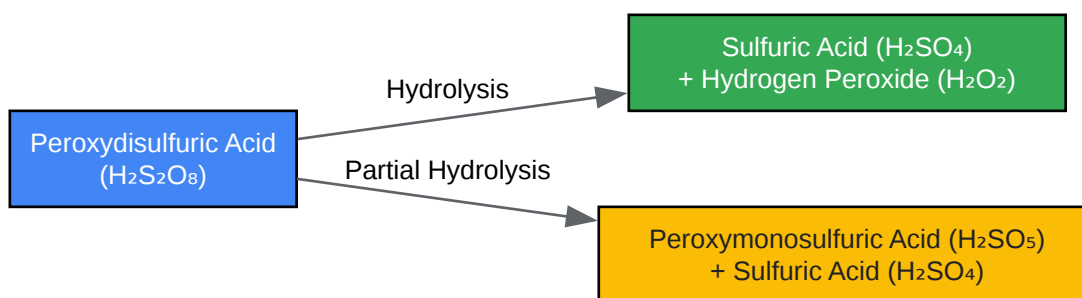 Peroxydisulfuric Acid
(H₂S₂O₈)
Hydrolysis
Sulfuric Acid (H₂SO₄)
+ Hydrogen Peroxide (H₂O₂)
Partial Hydrolysis
Peroxymonosulfuric Acid (H₂SO₅)
+ Sulfuric Acid (H₂SO₄)